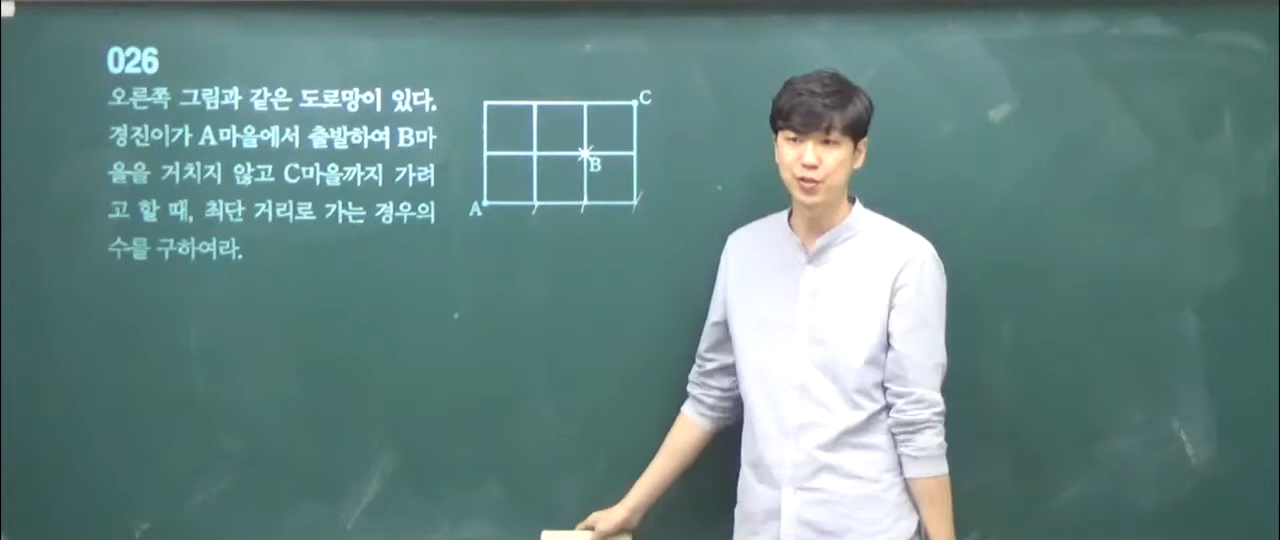 026
오른쪽 그림과 같은 도로망이 있다.
경진이가 A마을에서 출발하여 B마
을을 거치지 않고 C마을까지 가려
고 할 때, 최단 거리로 가는 경우의
수를 구하여라.
C
B
A